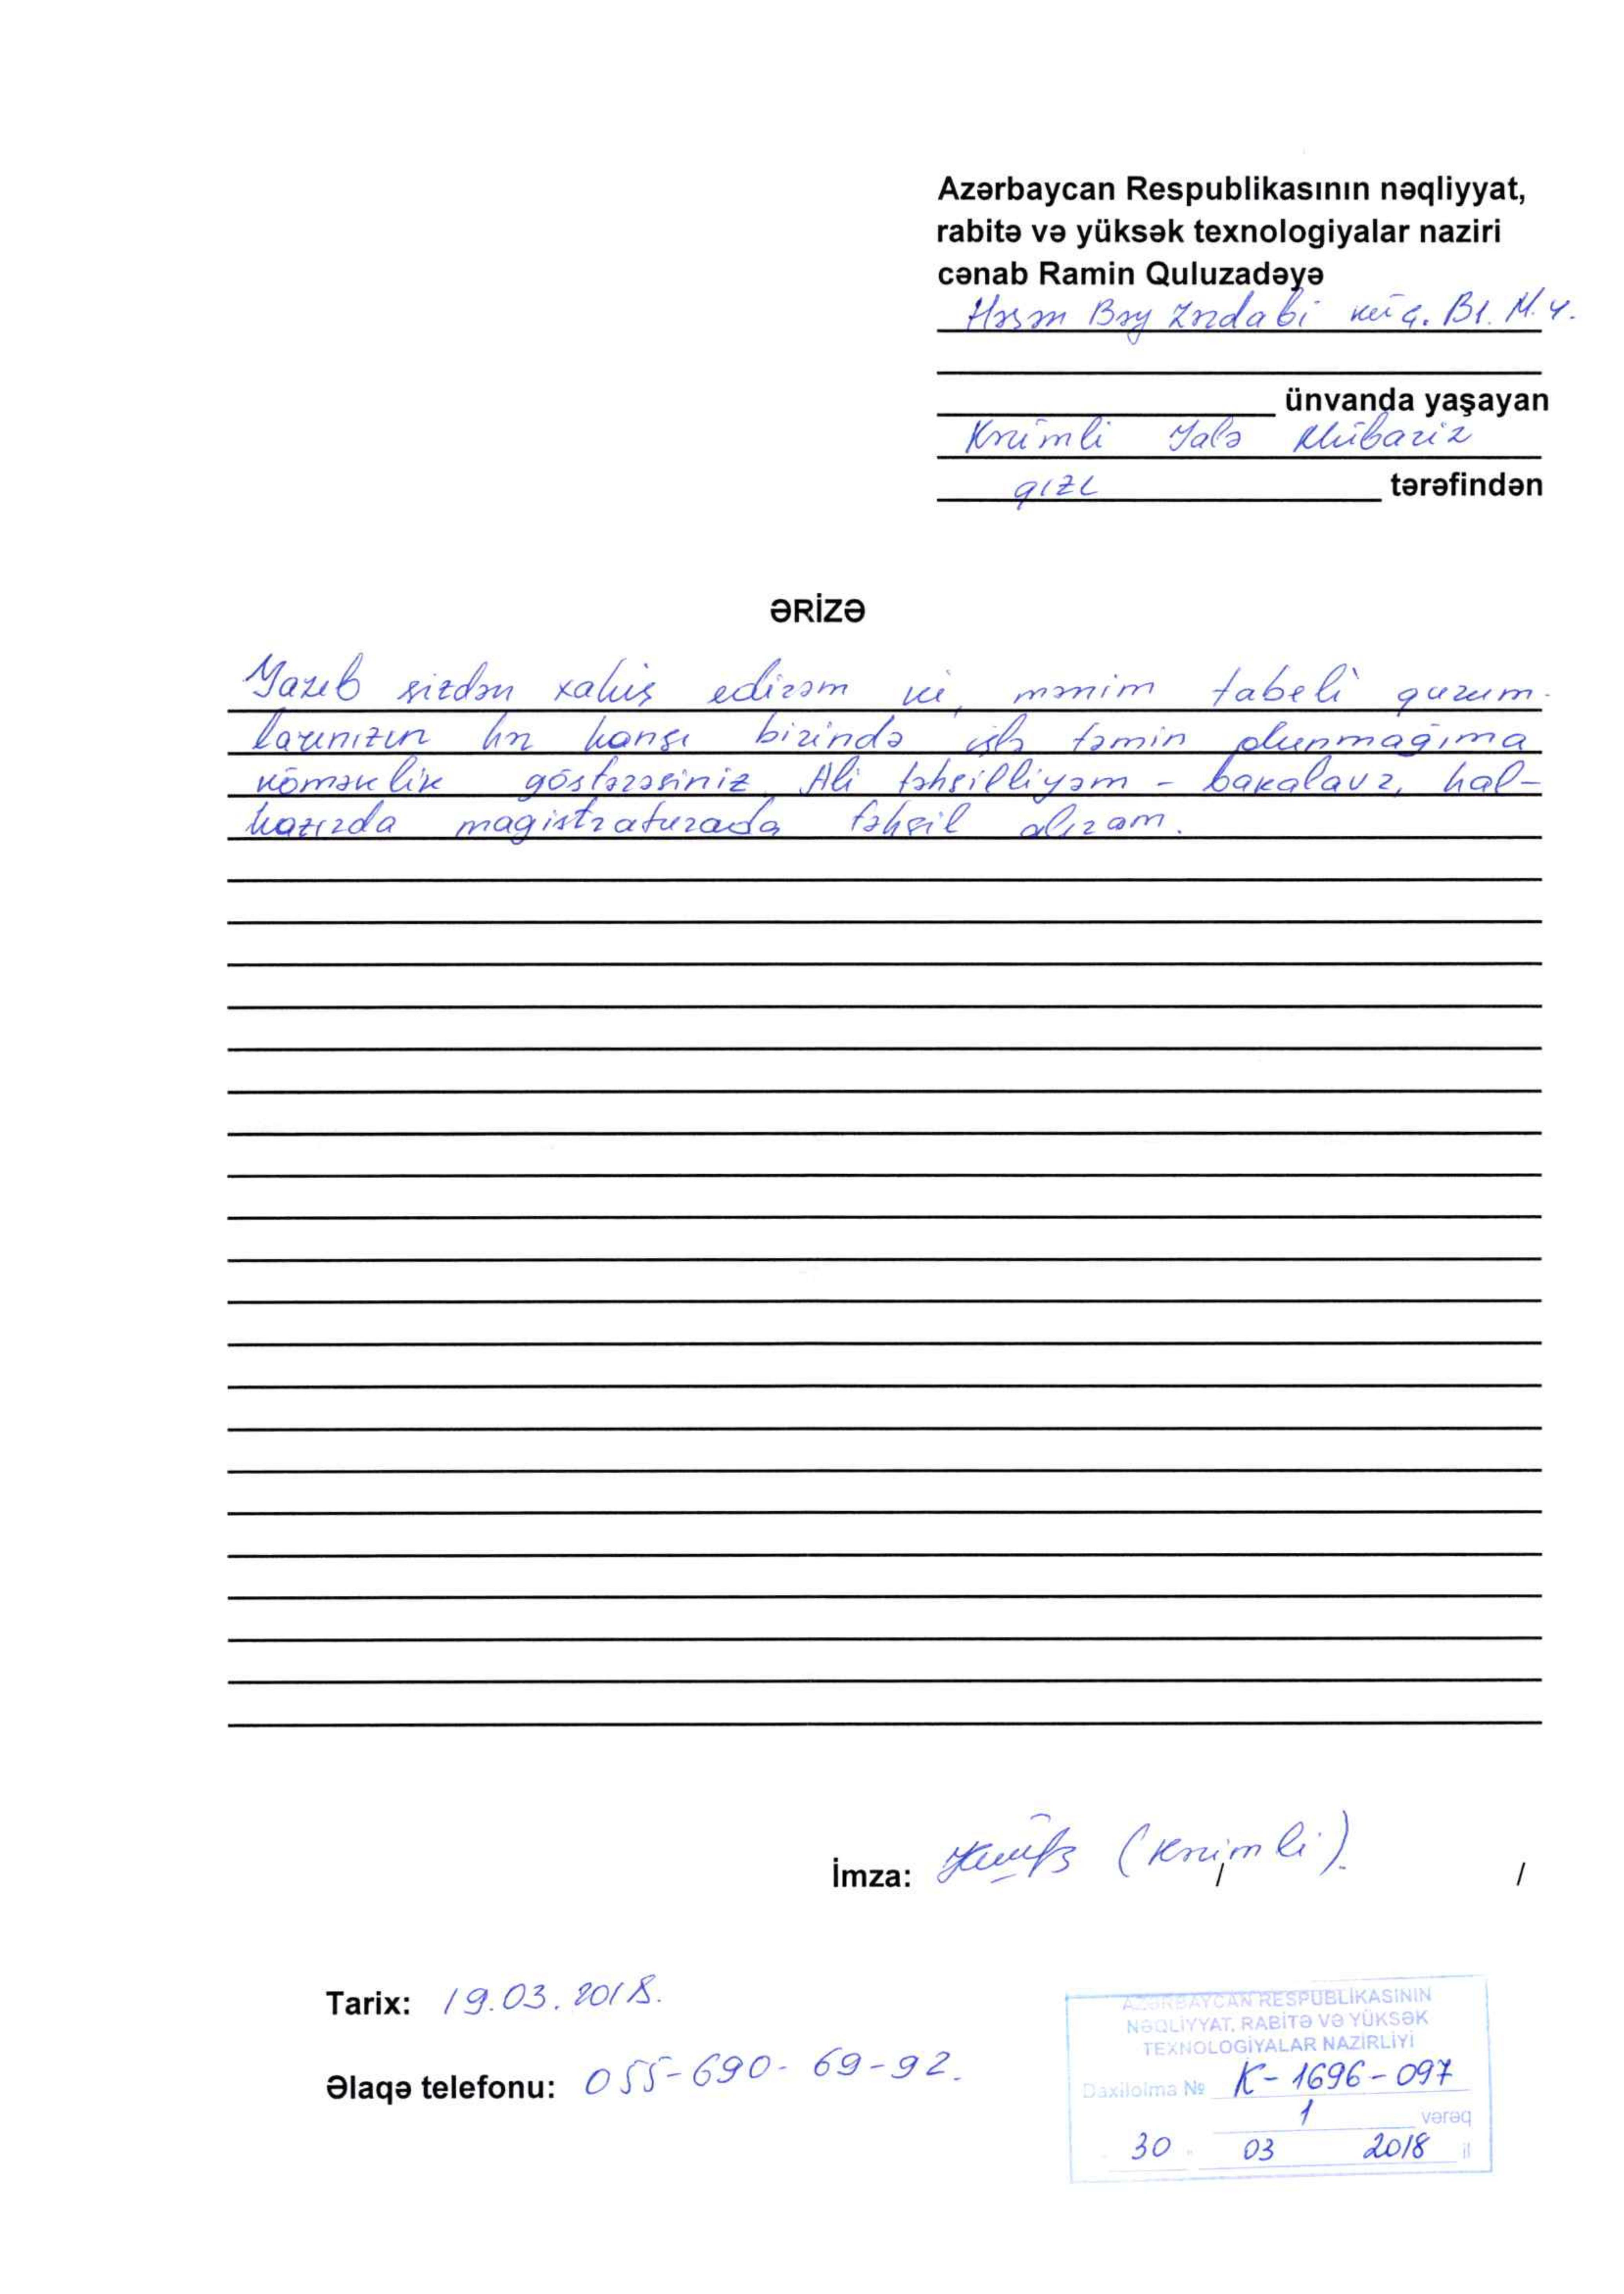 Azərbaycan Respublikasının nəqliyyat,
rabitə və yüksək texnologiyalar naziri
cənab Ramin Quluzadəyə
Həsən Bəy Zərdabi küç. B1. M.4.
ünvanda yaşayan
Kərimli Jalə Mübariz
qızı tərəfindən
ƏRİZƏ
Yazıb sizdən xahiş edirəm ki, mənim tabeli qurum-
larınızın hər hansı birində işlə təmin olunmağıma
köməklik göstərəsiniz. Ali təhsilliyəm - bakalavr, hal-
hazırda magistraturada təhsil alıram.
İmza: (Kərimli). / /
Tarix: 19.03.2018.
Əlaqə telefonu: 055-690-69-92.
AZƏRBAYCAN RESPUBLİKASININ
NƏQLİYYAT, RABİTƏ VƏ YÜKSƏK
TEXNOLOGİYALAR NAZİRLİYİ
Daxilolma № K-1696-097
1 vərəq
30 03 2018 il